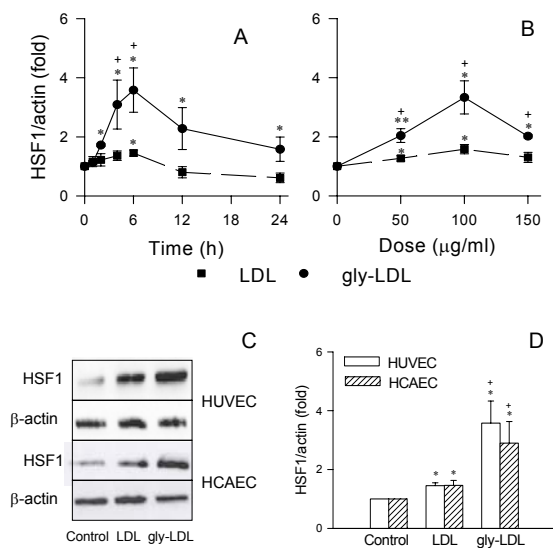 A
B
HSF1/actin (fold)
6
4
2
0
0 6 12 18 24
Time (h)
6
4
2
0
0 50 100 150
Dose (μg/ml)
+ + * * * * * *
+ ** * + * * + *
LDL gly-LDL
C
HSF1
β-actin
HUVEC
HSF1
β-actin
HCAEC
Control LDL gly-LDL
D
HSF1/actin (fold)
6
4
2
0
HUVEC
HCAEC
* * + * + *
Control LDL gly-LDL